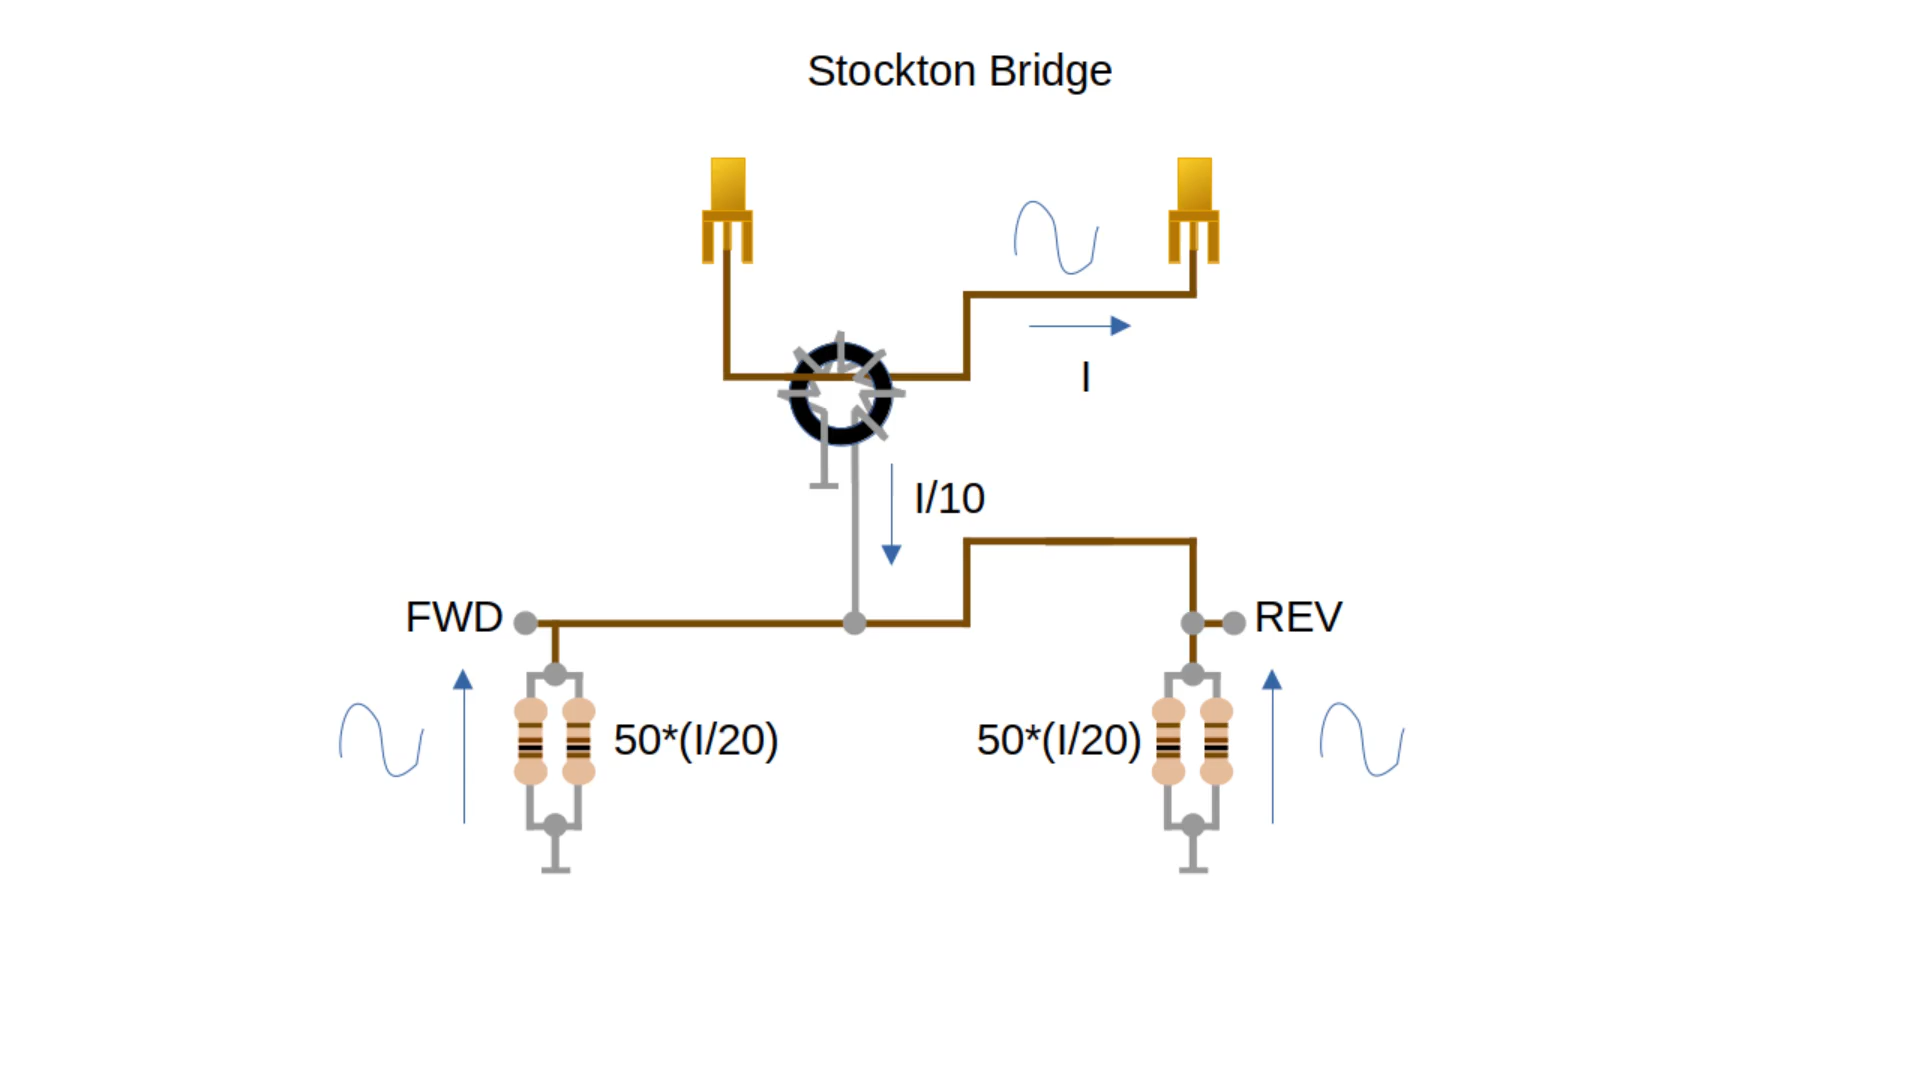 Stockton Bridge
I
I/10
FWD
REV
50*(I/20)
50*(I/20)